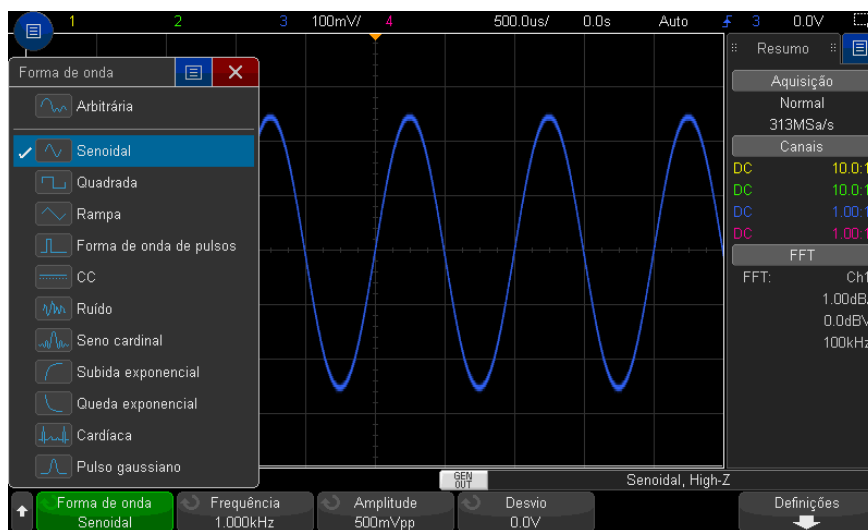 1 2 3 100mV/ 4 500.0us/ 0.0s Auto 3 0.0V
Resumo
Forma de onda
Aquisição
Normal
313MSa/s
Canais
DC 10.0:1
DC 10.0:1
DC 1.00:1
DC 1.00:1
FFT
FFT: Ch1
1.00dB/
0.0dBV
100kHz
Arbitrária
Senoidal
Quadrada
Rampa
Forma de onda de pulsos
CC
Ruído
Seno cardinal
Subida exponencial
Queda exponencial
Cardíaca
Pulso gaussiano
GEN OUT
Senoidal, High-Z
Forma de onda
Senoidal
Frequência
1.000kHz
Amplitude
500mVpp
Desvio
0.0V
Definições